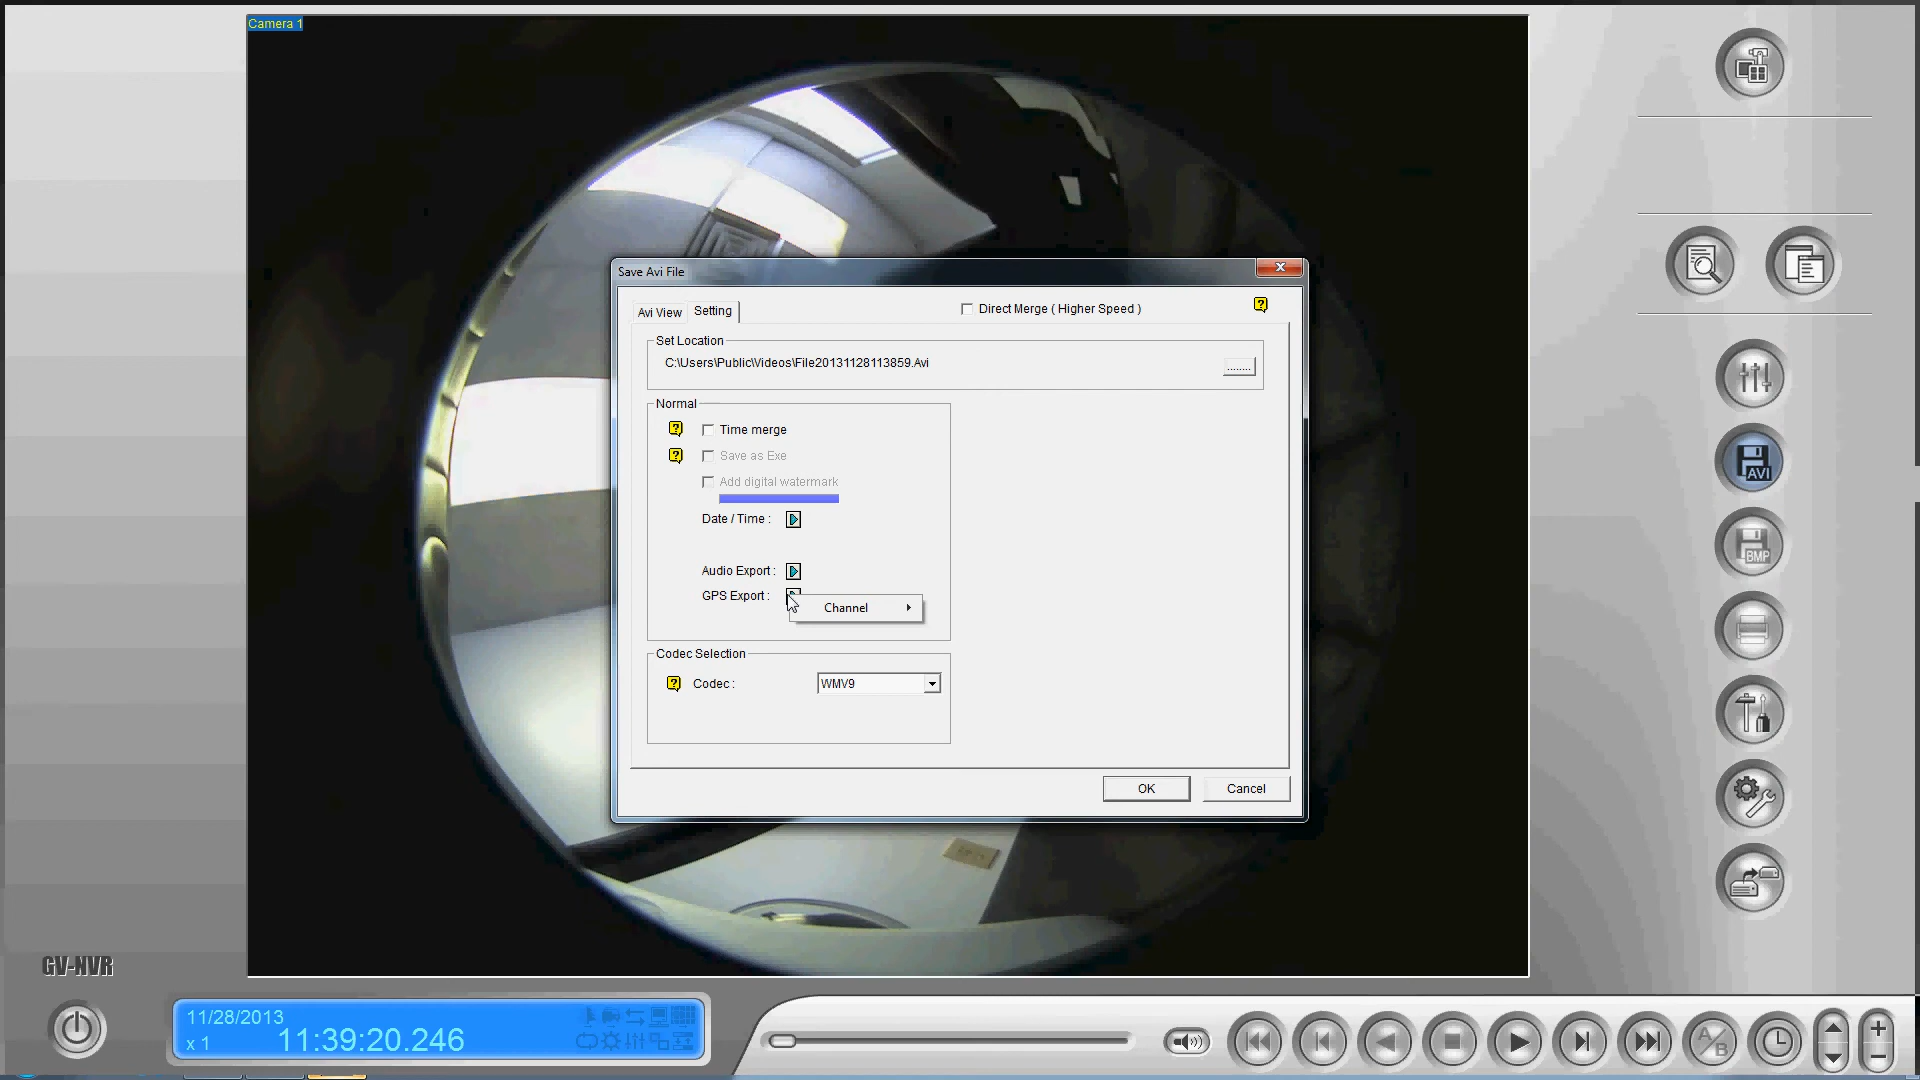 Camera 1
Save Avi File
Avi View
Setting
Direct Merge ( Higher Speed )
Set Location
C:\Users\Public\Videos\File20131128113859.Avi
........
Normal
Time merge
Save as Exe
Add digital watermark
Date / Time :
Audio Export :
GPS Export :
Channel
Codec Selection
Codec :
WMV9
OK
Cancel
AVI
BMP
GV-NVR
11/28/2013
x 1
11:39:20.246
A/B